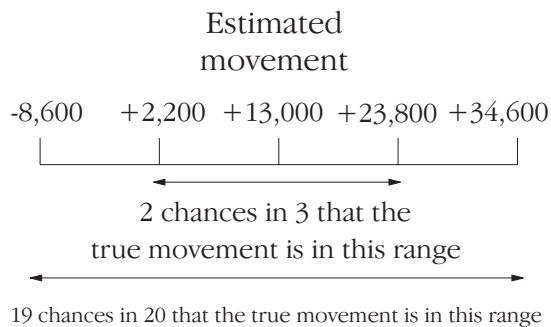 Estimated
movement
-8,600 +2,200 +13,000 +23,800 +34,600
2 chances in 3 that the
true movement is in this range
19 chances in 20 that the true movement is in this range